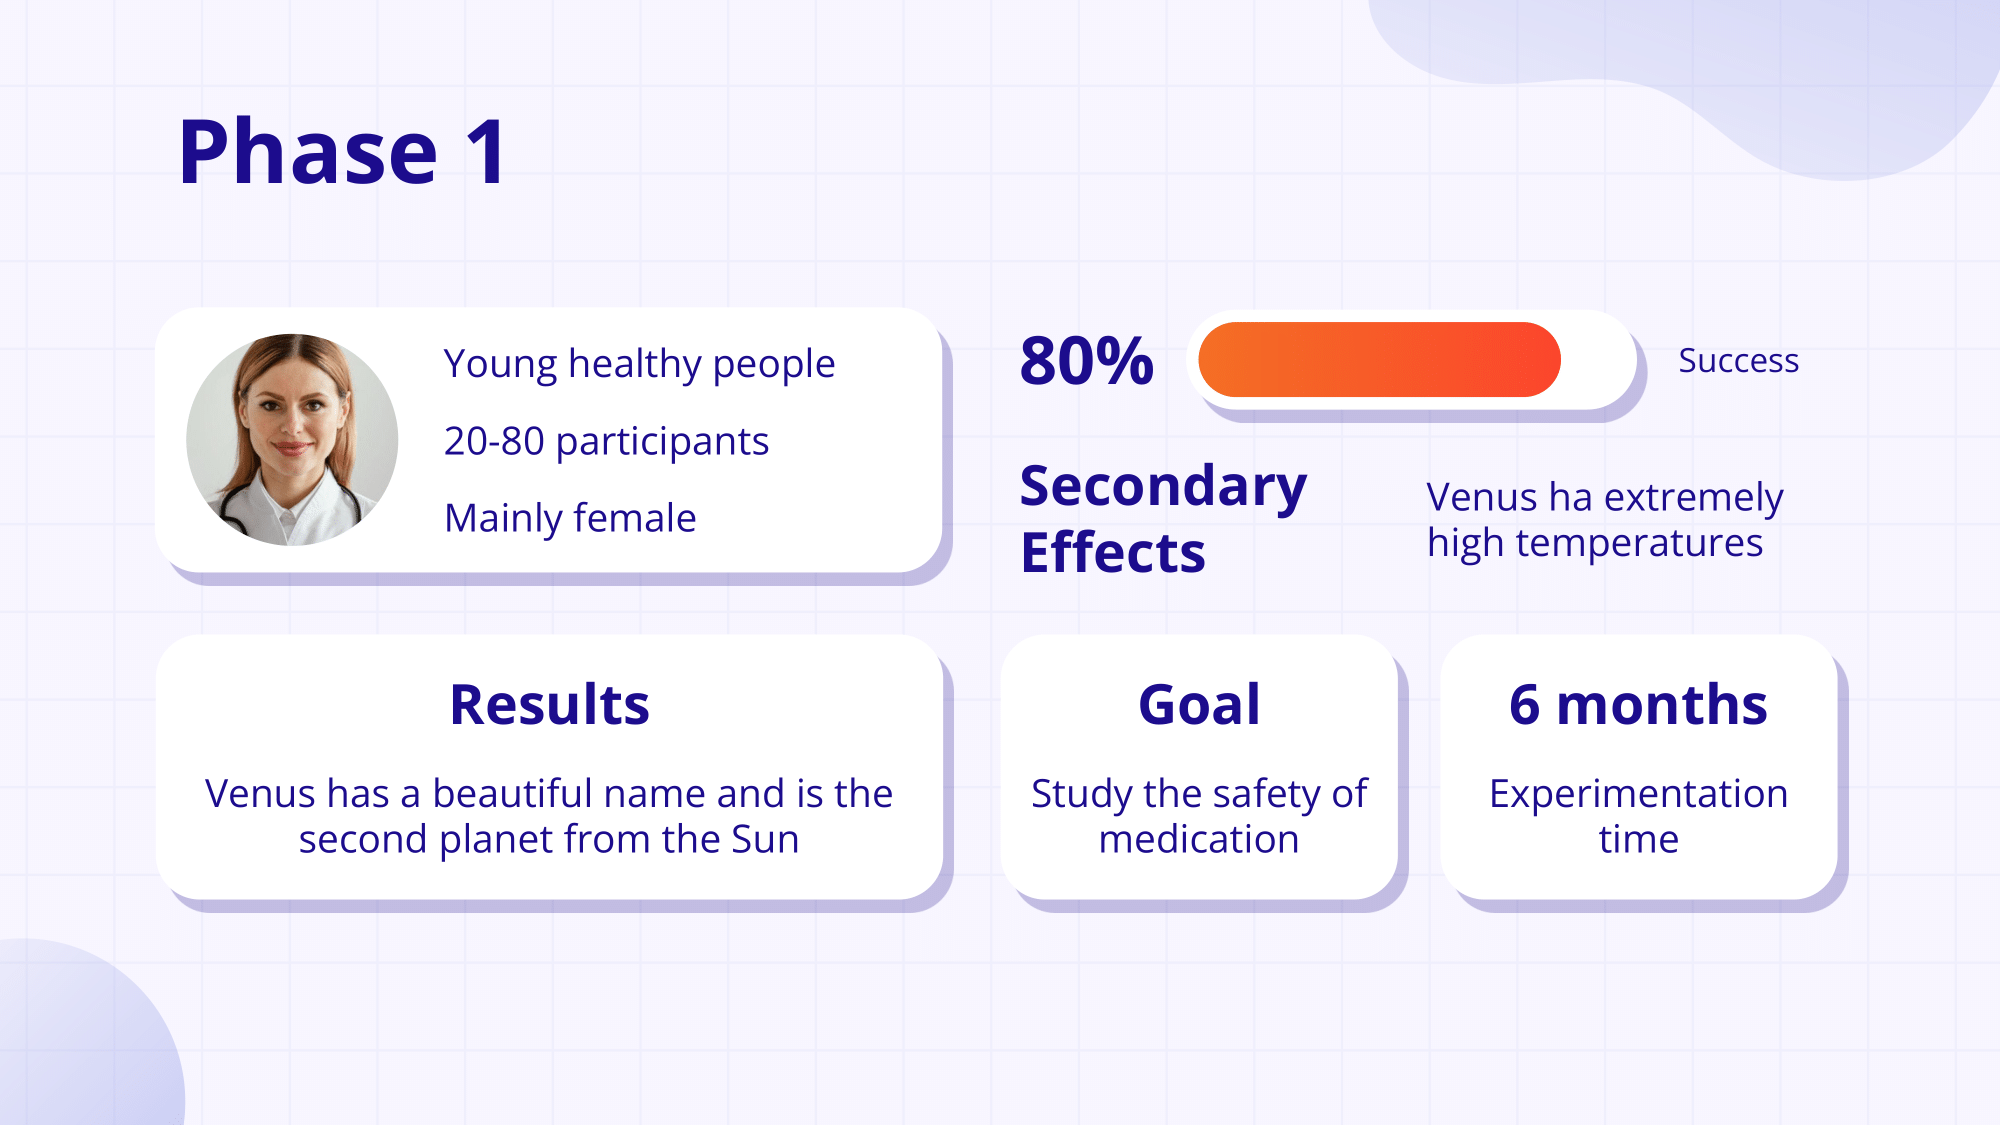 Phase 1
Young healthy people
20-80 participants
Mainly female
80%
Success
Secondary
Effects
Venus ha extremely
high temperatures
Results
Venus has a beautiful name and is the
second planet from the Sun
Goal
Study the safety of
medication
6 months
Experimentation
time